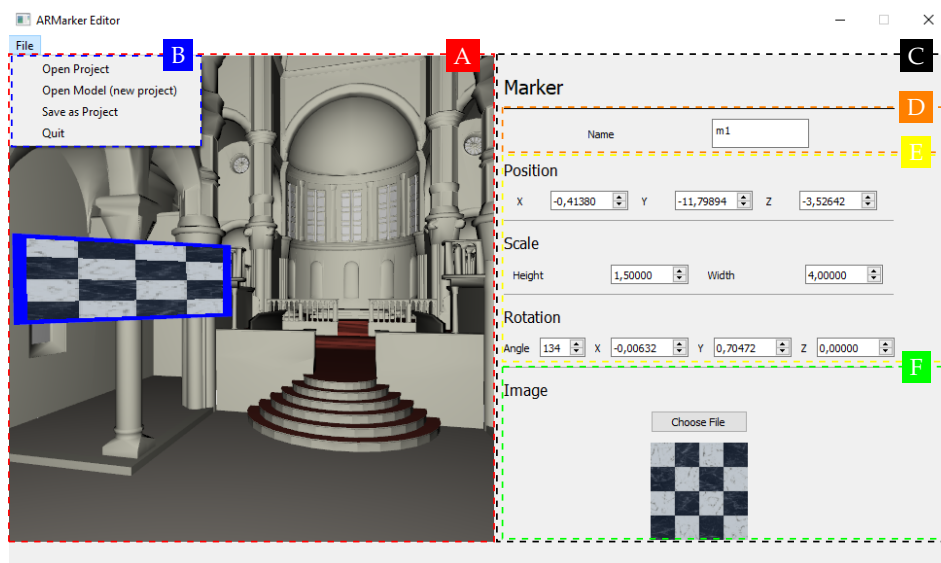 ARMarker Editor
File
B
A
C
Open Project
Open Model (new project)
Save as Project
Quit
Marker
D
Name m1
E
Position
X -0,41380 Y -11,79894 Z -3,52642
Scale
Height 1,50000 Width 4,00000
Rotation
Angle 134 X -0,00632 Y 0,70472 Z 0,00000
F
Image
Choose File